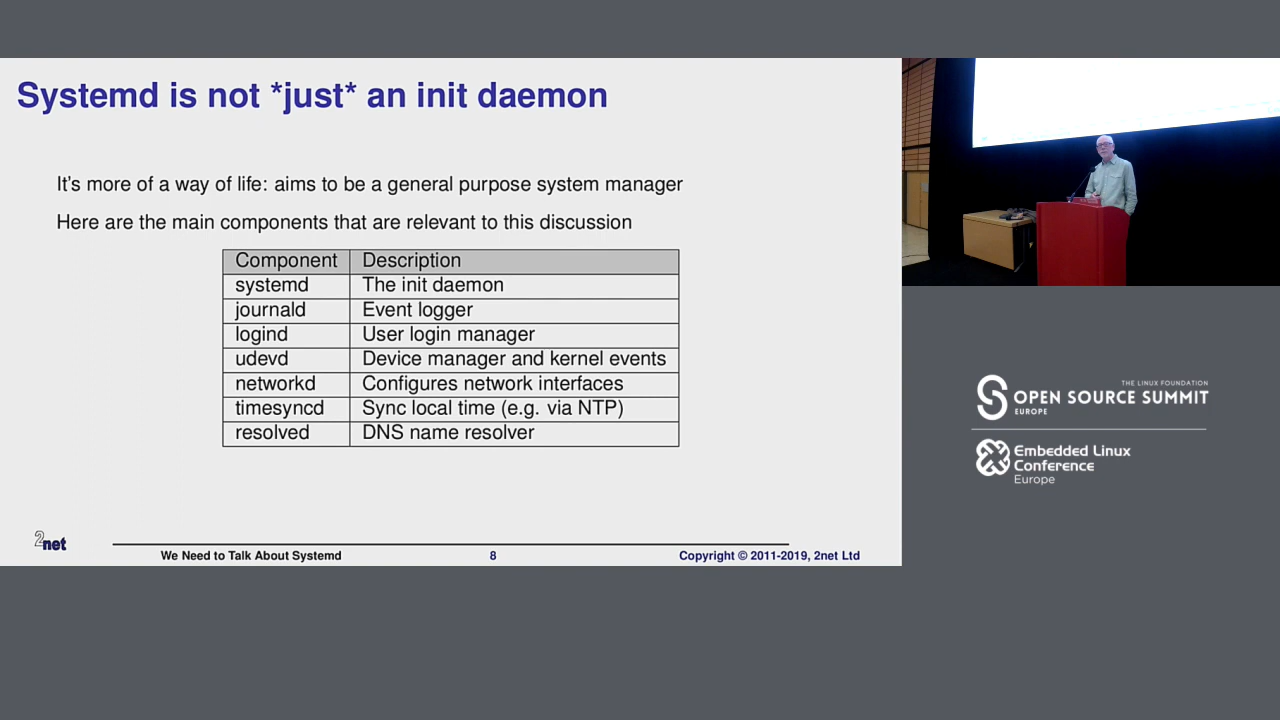 Systemd is not *just* an init daemon
It's more of a way of life: aims to be a general purpose system manager
Here are the main components that are relevant to this discussion
Component Description
systemd The init daemon
journald Event logger
logind User login manager
udevd Device manager and kernel events
networkd Configures network interfaces
timesyncd Sync local time (e.g. via NTP)
resolved DNS name resolver
2net
We Need to Talk About Systemd 8 Copyright © 2011-2019, 2net Ltd
THE LINUX FOUNDATION
OPEN SOURCE SUMMIT
EUROPE
Embedded Linux
Conference
Europe